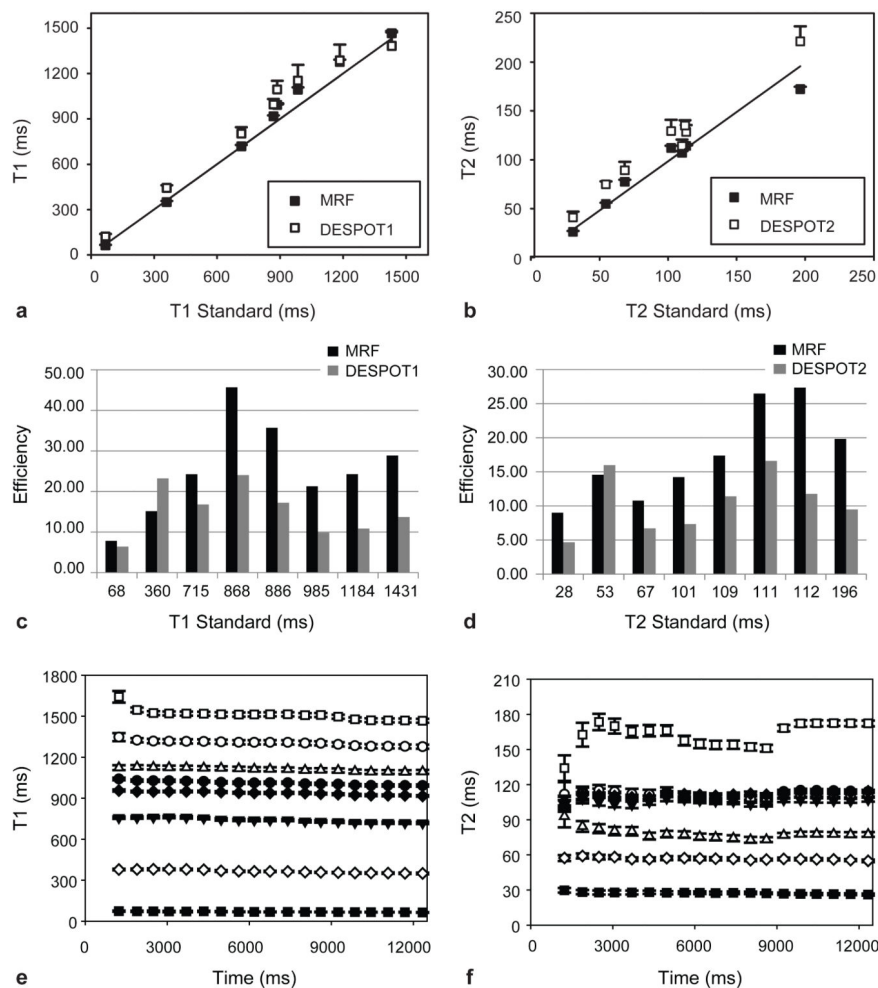 1500
1200
900
600
300
0
T1 (ms)
MRF
DESPOT1
0 300 600 900 1200 1500
a
T1 Standard (ms)
250
200
150
100
50
0
T2 (ms)
MRF
DESPOT2
0 50 100 150 200 250
b
T2 Standard (ms)
MRF
DESPOT1
50.00
40.00
30.00
20.00
10.00
0.00
Efficiency
68 360 715 868 886 985 1184 1431
c
T1 Standard (ms)
MRF
DESPOT2
30.00
25.00
20.00
15.00
10.00
5.00
0.00
Efficiency
28 53 67 101 109 111 112 196
d
T2 Standard (ms)
1800
1500
1200
900
600
300
0
T1 (ms)
0 3000 6000 9000 12000
e
Time (ms)
210
180
150
120
90
60
30
0
T2 (ms)
0 3000 6000 9000 12000
f
Time (ms)